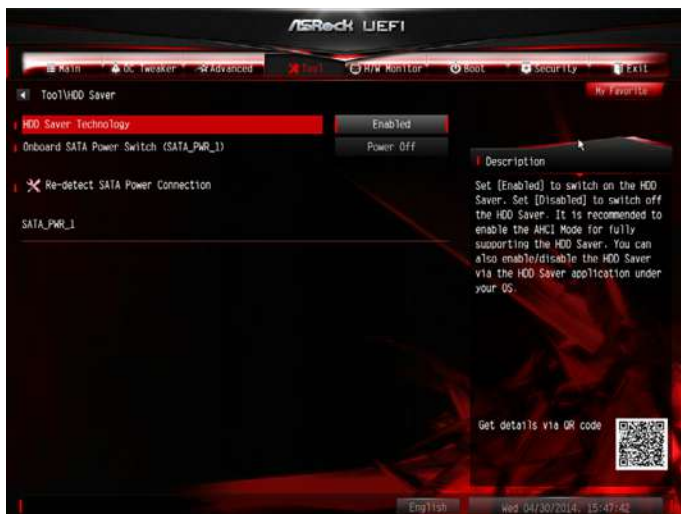 ASRock UEFI
Main OC Tweaker Advanced Tool H/W Monitor Boot Security Exit
My Favorite
Tool\HDD Saver
HDD Saver Technology Enabled
Onboard SATA Power Switch (SATA_PWR_1) Power Off
Re-detect SATA Power Connection
SATA_PWR_1
Description
Set [Enabled] to switch on the HDD
Saver. Set [Disabled] to switch off
the HDD Saver. It is recommended to
enable the AHCI Mode for fully
supporting the HDD Saver. You can
also enable/disable the HDD Saver
via the HDD Saver application under
your OS.
Get details via QR code
English Wed 04/30/2014, 15:47:42